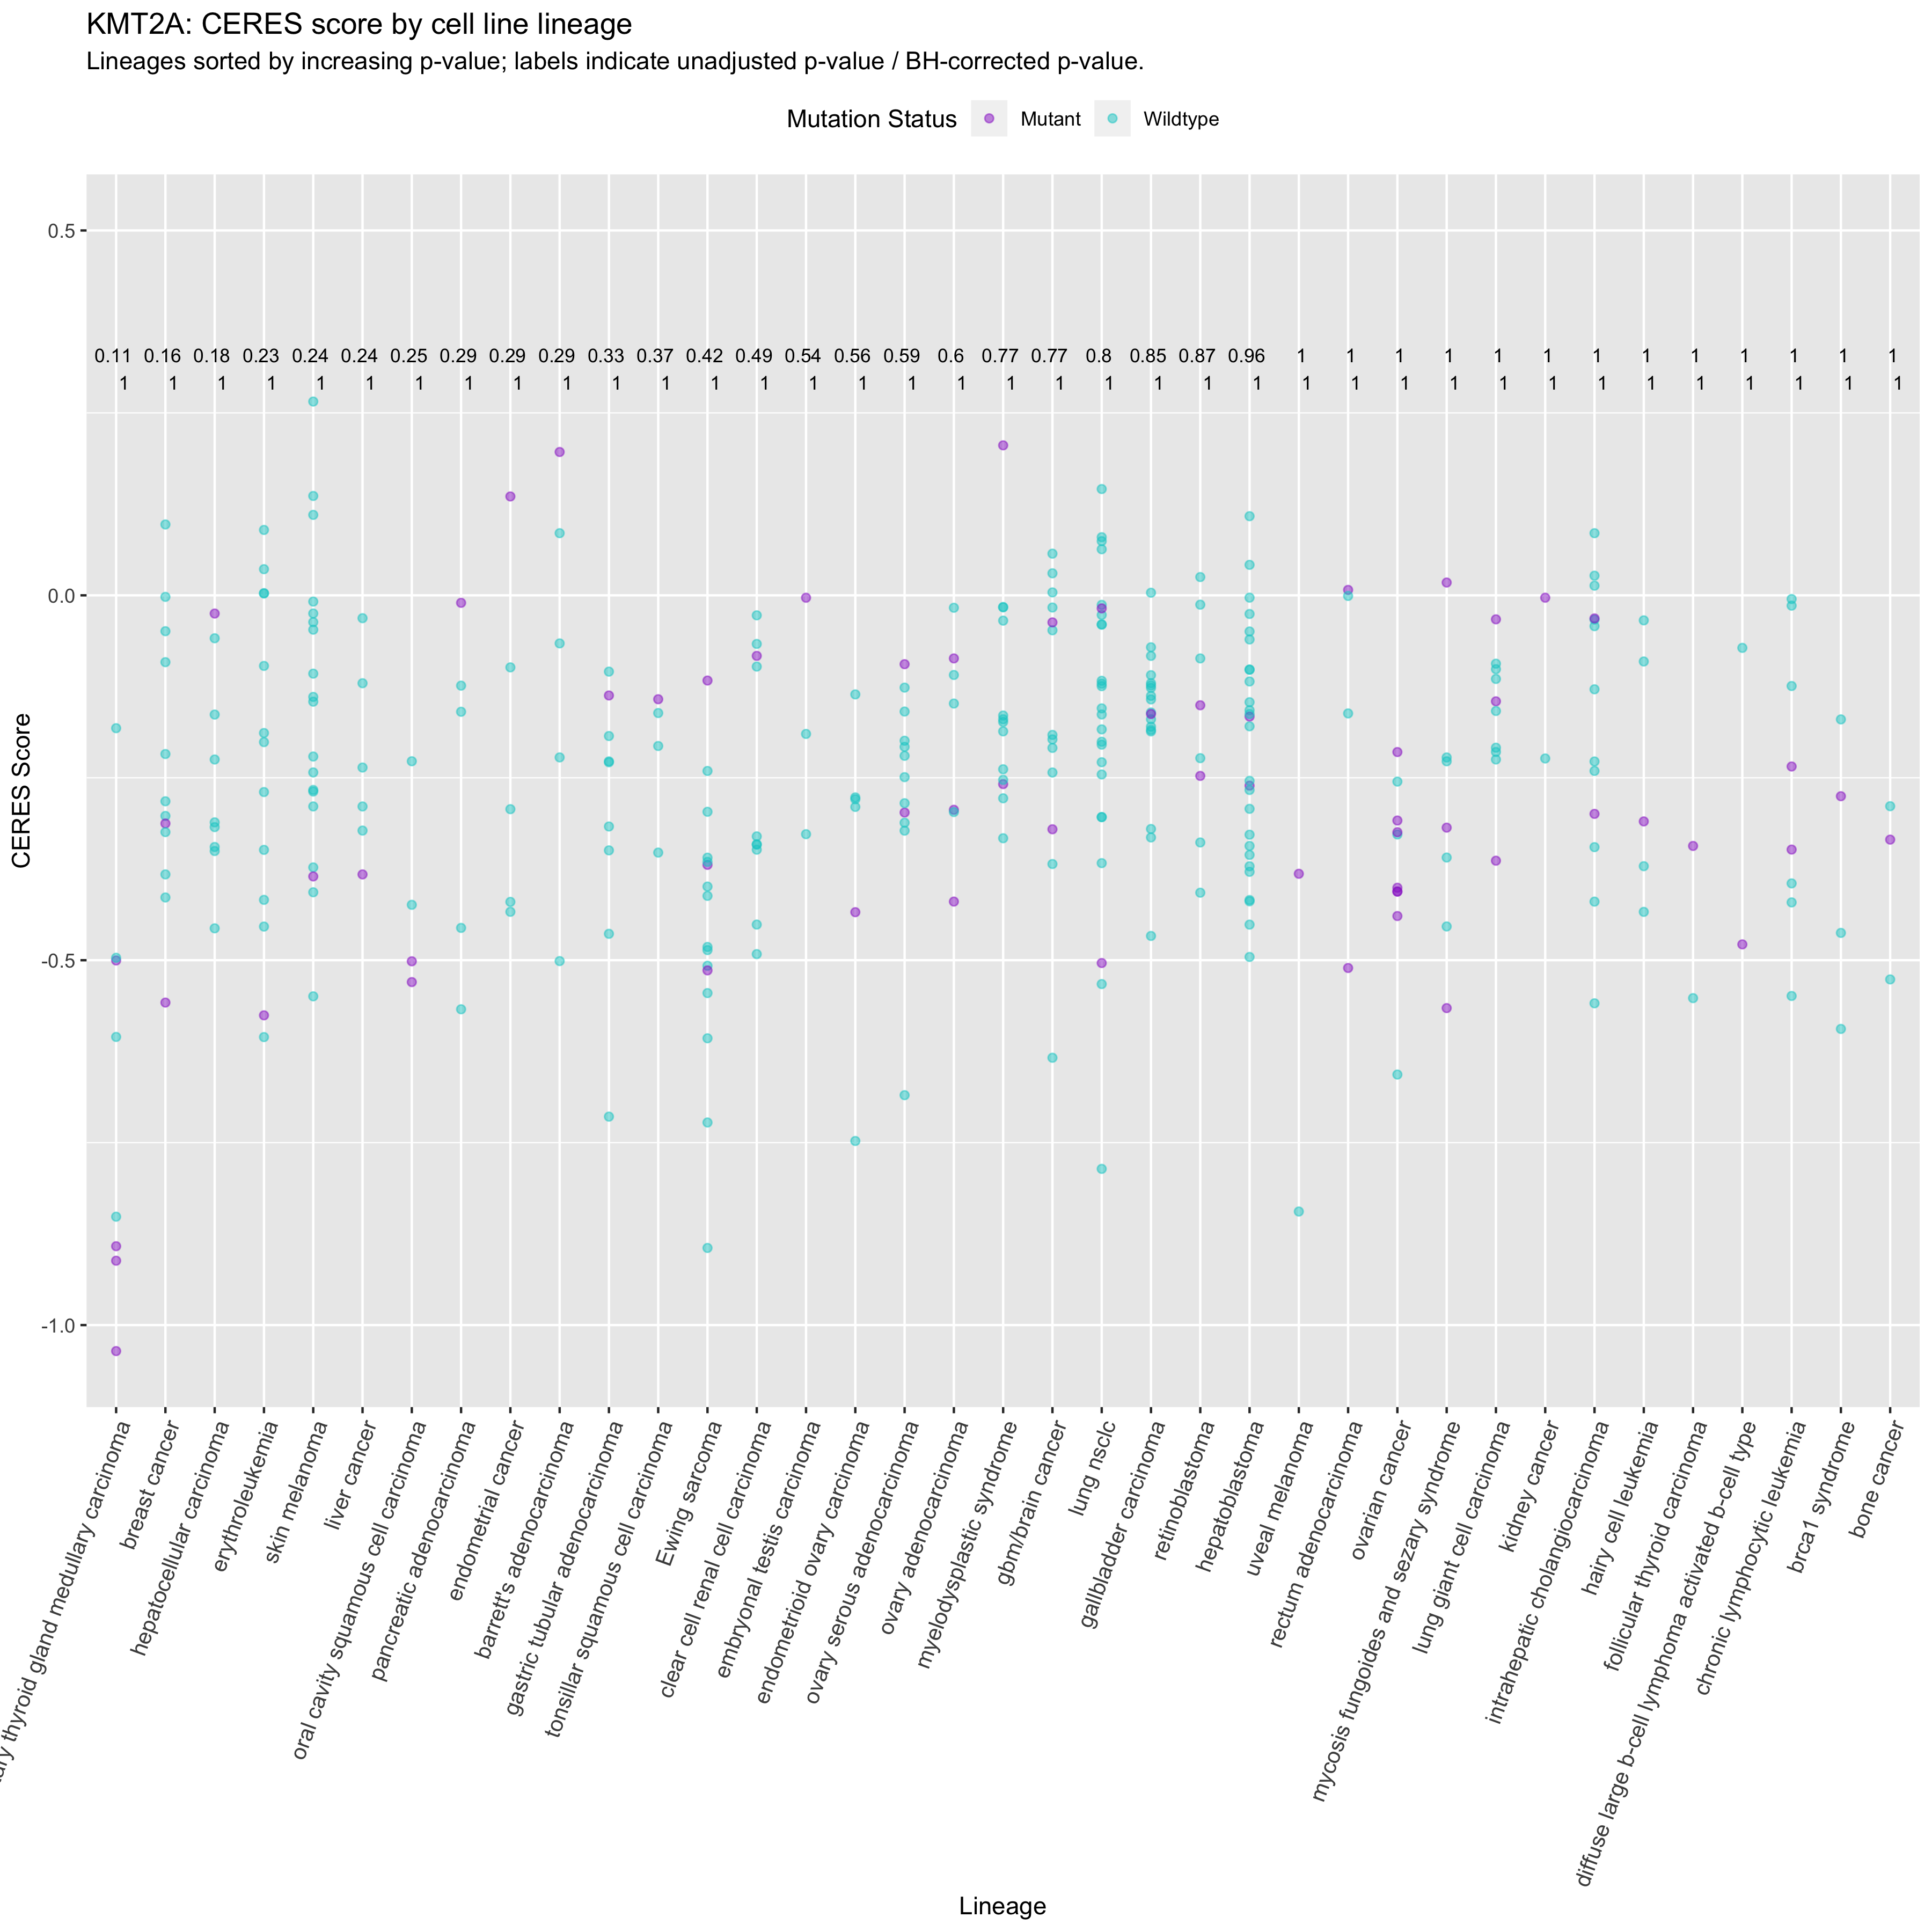 KMT2A: CERES score by cell line lineage
Lineages sorted by increasing p-value; labels indicate unadjusted p-value / BH-corrected p-value.
Mutation Status Mutant Wildtype
0.5
0.11 0.16 0.18 0.23 0.24 0.24 0.25 0.29 0.29 0.29 0.33 0.37 0.42 0.49 0.54 0.56 0.59 0.6 0.77 0.77 0.8 0.85 0.87 0.96 1 1 1 1 1 1 1 1 1 1 1 1 1
1 1 1 1 1 1 1 1 1 1 1 1 1 1 1 1 1 1 1 1 1 1 1 1 1 1 1 1 1 1 1 1 1 1 1 1 1
0.0
-0.5
-1.0
CERES Score
thyroid gland medullary carcinoma
breast cancer
hepatocellular carcinoma
erythroleukemia
skin melanoma
liver cancer
oral cavity squamous cell carcinoma
pancreatic adenocarcinoma
endometrial cancer
barrett's adenocarcinoma
gastric tubular adenocarcinoma
tonsillar squamous cell carcinoma
Ewing sarcoma
clear cell renal cell carcinoma
embryonal testis carcinoma
endometrioid ovary carcinoma
ovary serous adenocarcinoma
ovary adenocarcinoma
myelodysplastic syndrome
gbm/brain cancer
lung nsclc
gallbladder carcinoma
retinoblastoma
hepatoblastoma
uveal melanoma
rectum adenocarcinoma
ovarian cancer
mycosis fungoides and sezary syndrome
lung giant cell carcinoma
kidney cancer
intrahepatic cholangiocarcinoma
hairy cell leukemia
follicular thyroid carcinoma
diffuse large b-cell lymphoma activated b-cell type
chronic lymphocytic leukemia
brca1 syndrome
bone cancer
Lineage